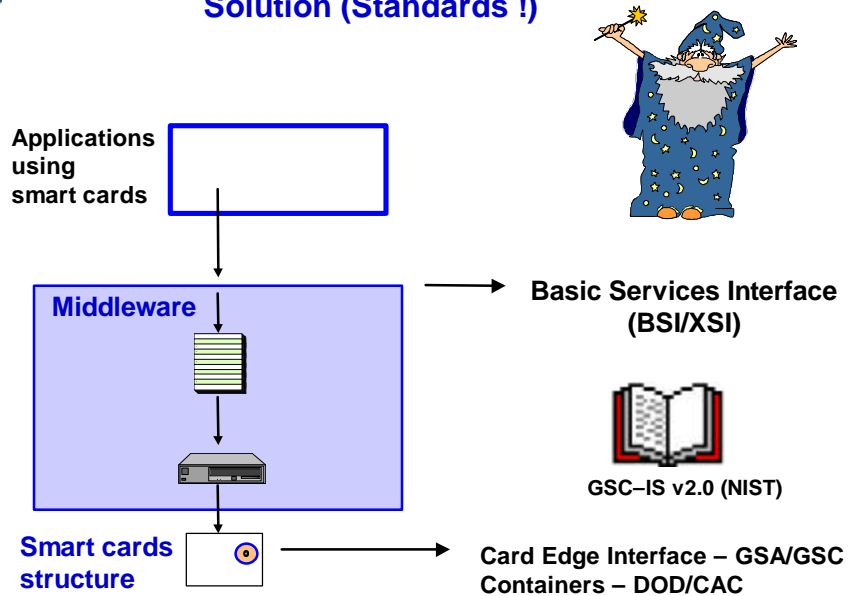 Solution (Standards !)
Applications
using
smart cards
Middleware
Basic Services Interface
(BSI/XSI)
GSC–IS v2.0 (NIST)
Smart cards
structure
Card Edge Interface – GSA/GSC
Containers – DOD/CAC